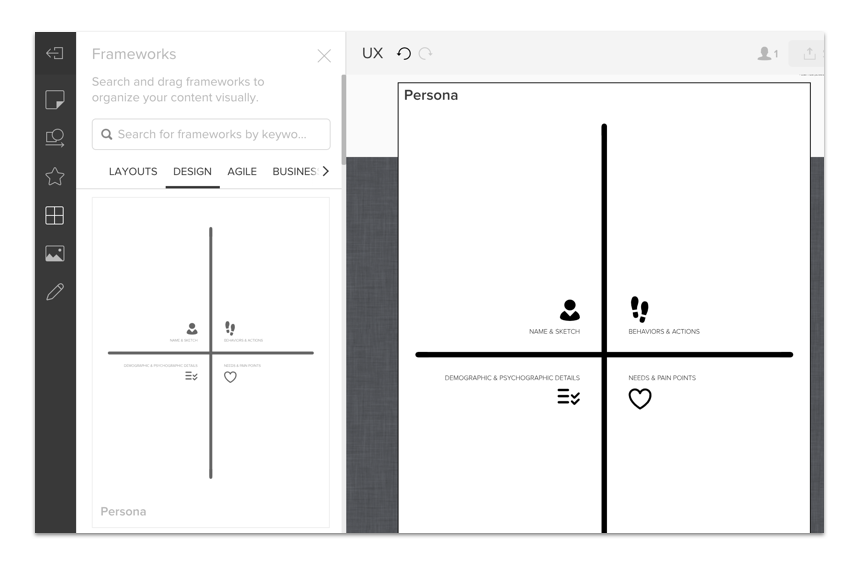 Frameworks
Search and drag frameworks to
organize your content visually.
Search for frameworks by keywo...
LAYOUTS DESIGN AGILE BUSINES
NAME & SKETCH BEHAVIORS & ACTIONS
DEMOGRAPHIC & PSYCHOGRAPHIC DETAILS NEEDS & PAIN POINTS
Persona
UX
1
Persona
NAME & SKETCH BEHAVIORS & ACTIONS
DEMOGRAPHIC & PSYCHOGRAPHIC DETAILS NEEDS & PAIN POINTS